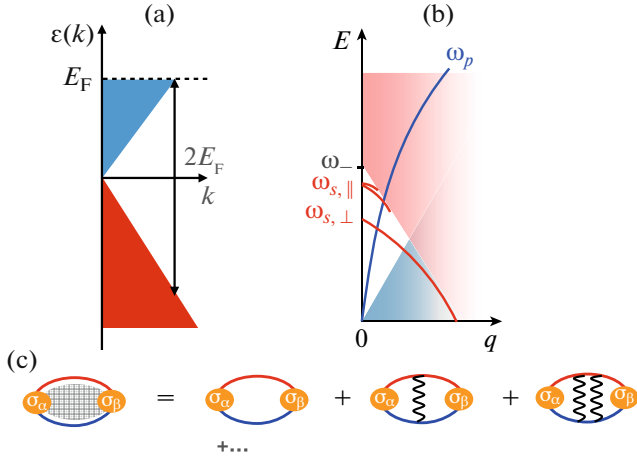 (a)
ε(k)
E_F
2E_F
k
(b)
E
ω_p
ω_−
ω_{s,∥}
ω_{s,⊥}
0
q
(c)
σ_α σ_β = σ_α σ_β + σ_α σ_β + σ_α σ_β
+...